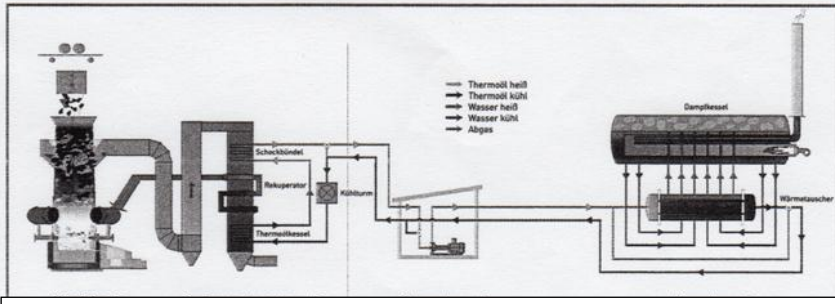 Thermoöl heiß
Thermoöl kühl
Wasser heiß
Wasser kühl
Abgas
Dampfkessel
Schockbündel
Rekuperator
Kühlturm
Wärmetauscher
Thermoölkessel